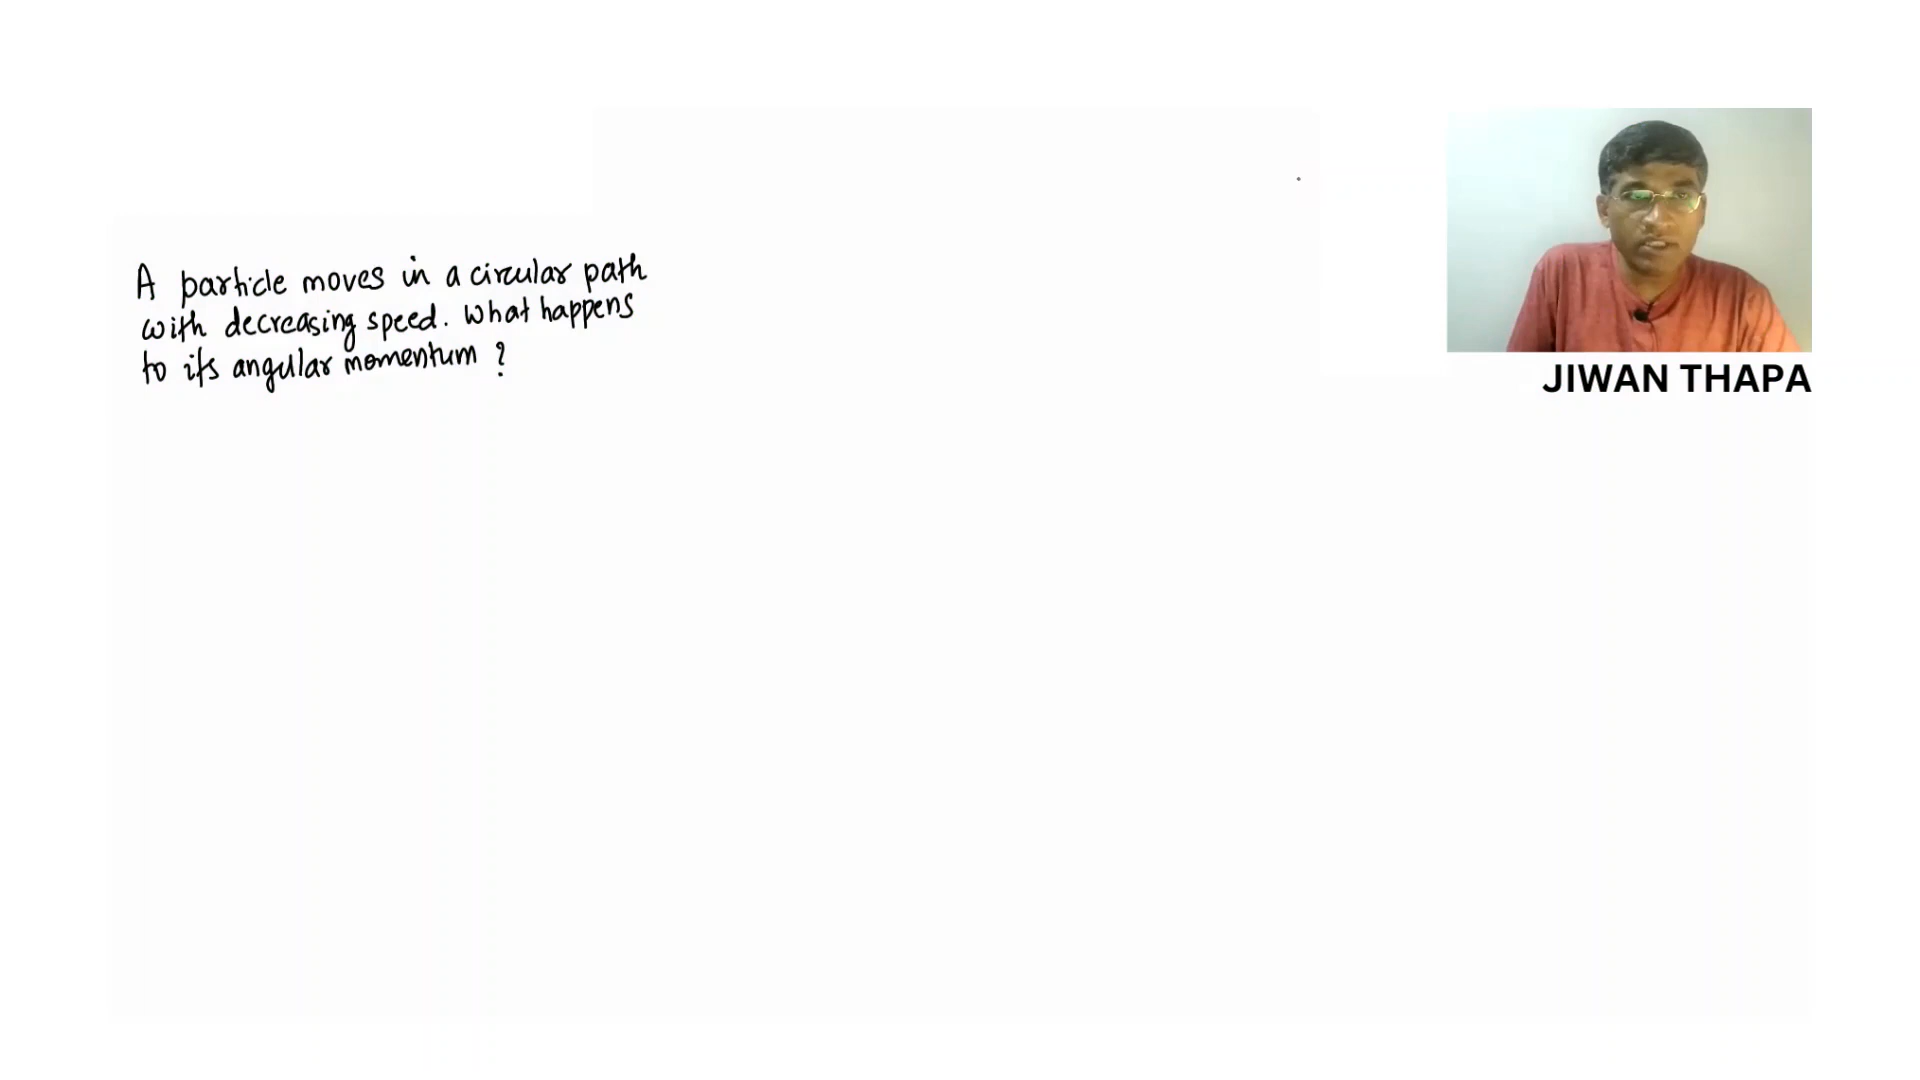 A particle moves in a circular path
with decreasing speed. What happens
to its angular momentum ?
JIWAN THAPA